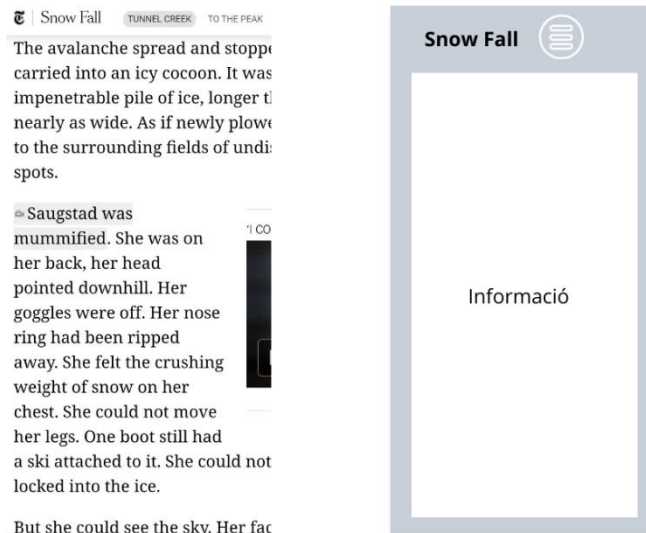 Snow Fall
TUNNEL CREEK
TO THE PEAK
The avalanche spread and stoppe
carried into an icy cocoon. It was
impenetrable pile of ice, longer t
nearly as wide. As if newly plowe
to the surrounding fields of undi
spots.
Saugstad was
mummified. She was on
her back, her head
pointed downhill. Her
goggles were off. Her nose
ring had been ripped
away. She felt the crushing
weight of snow on her
chest. She could not move
her legs. One boot still had
a ski attached to it. She could not
locked into the ice.
But she could see the sky. Her fac
'I CO
Snow Fall
Informació